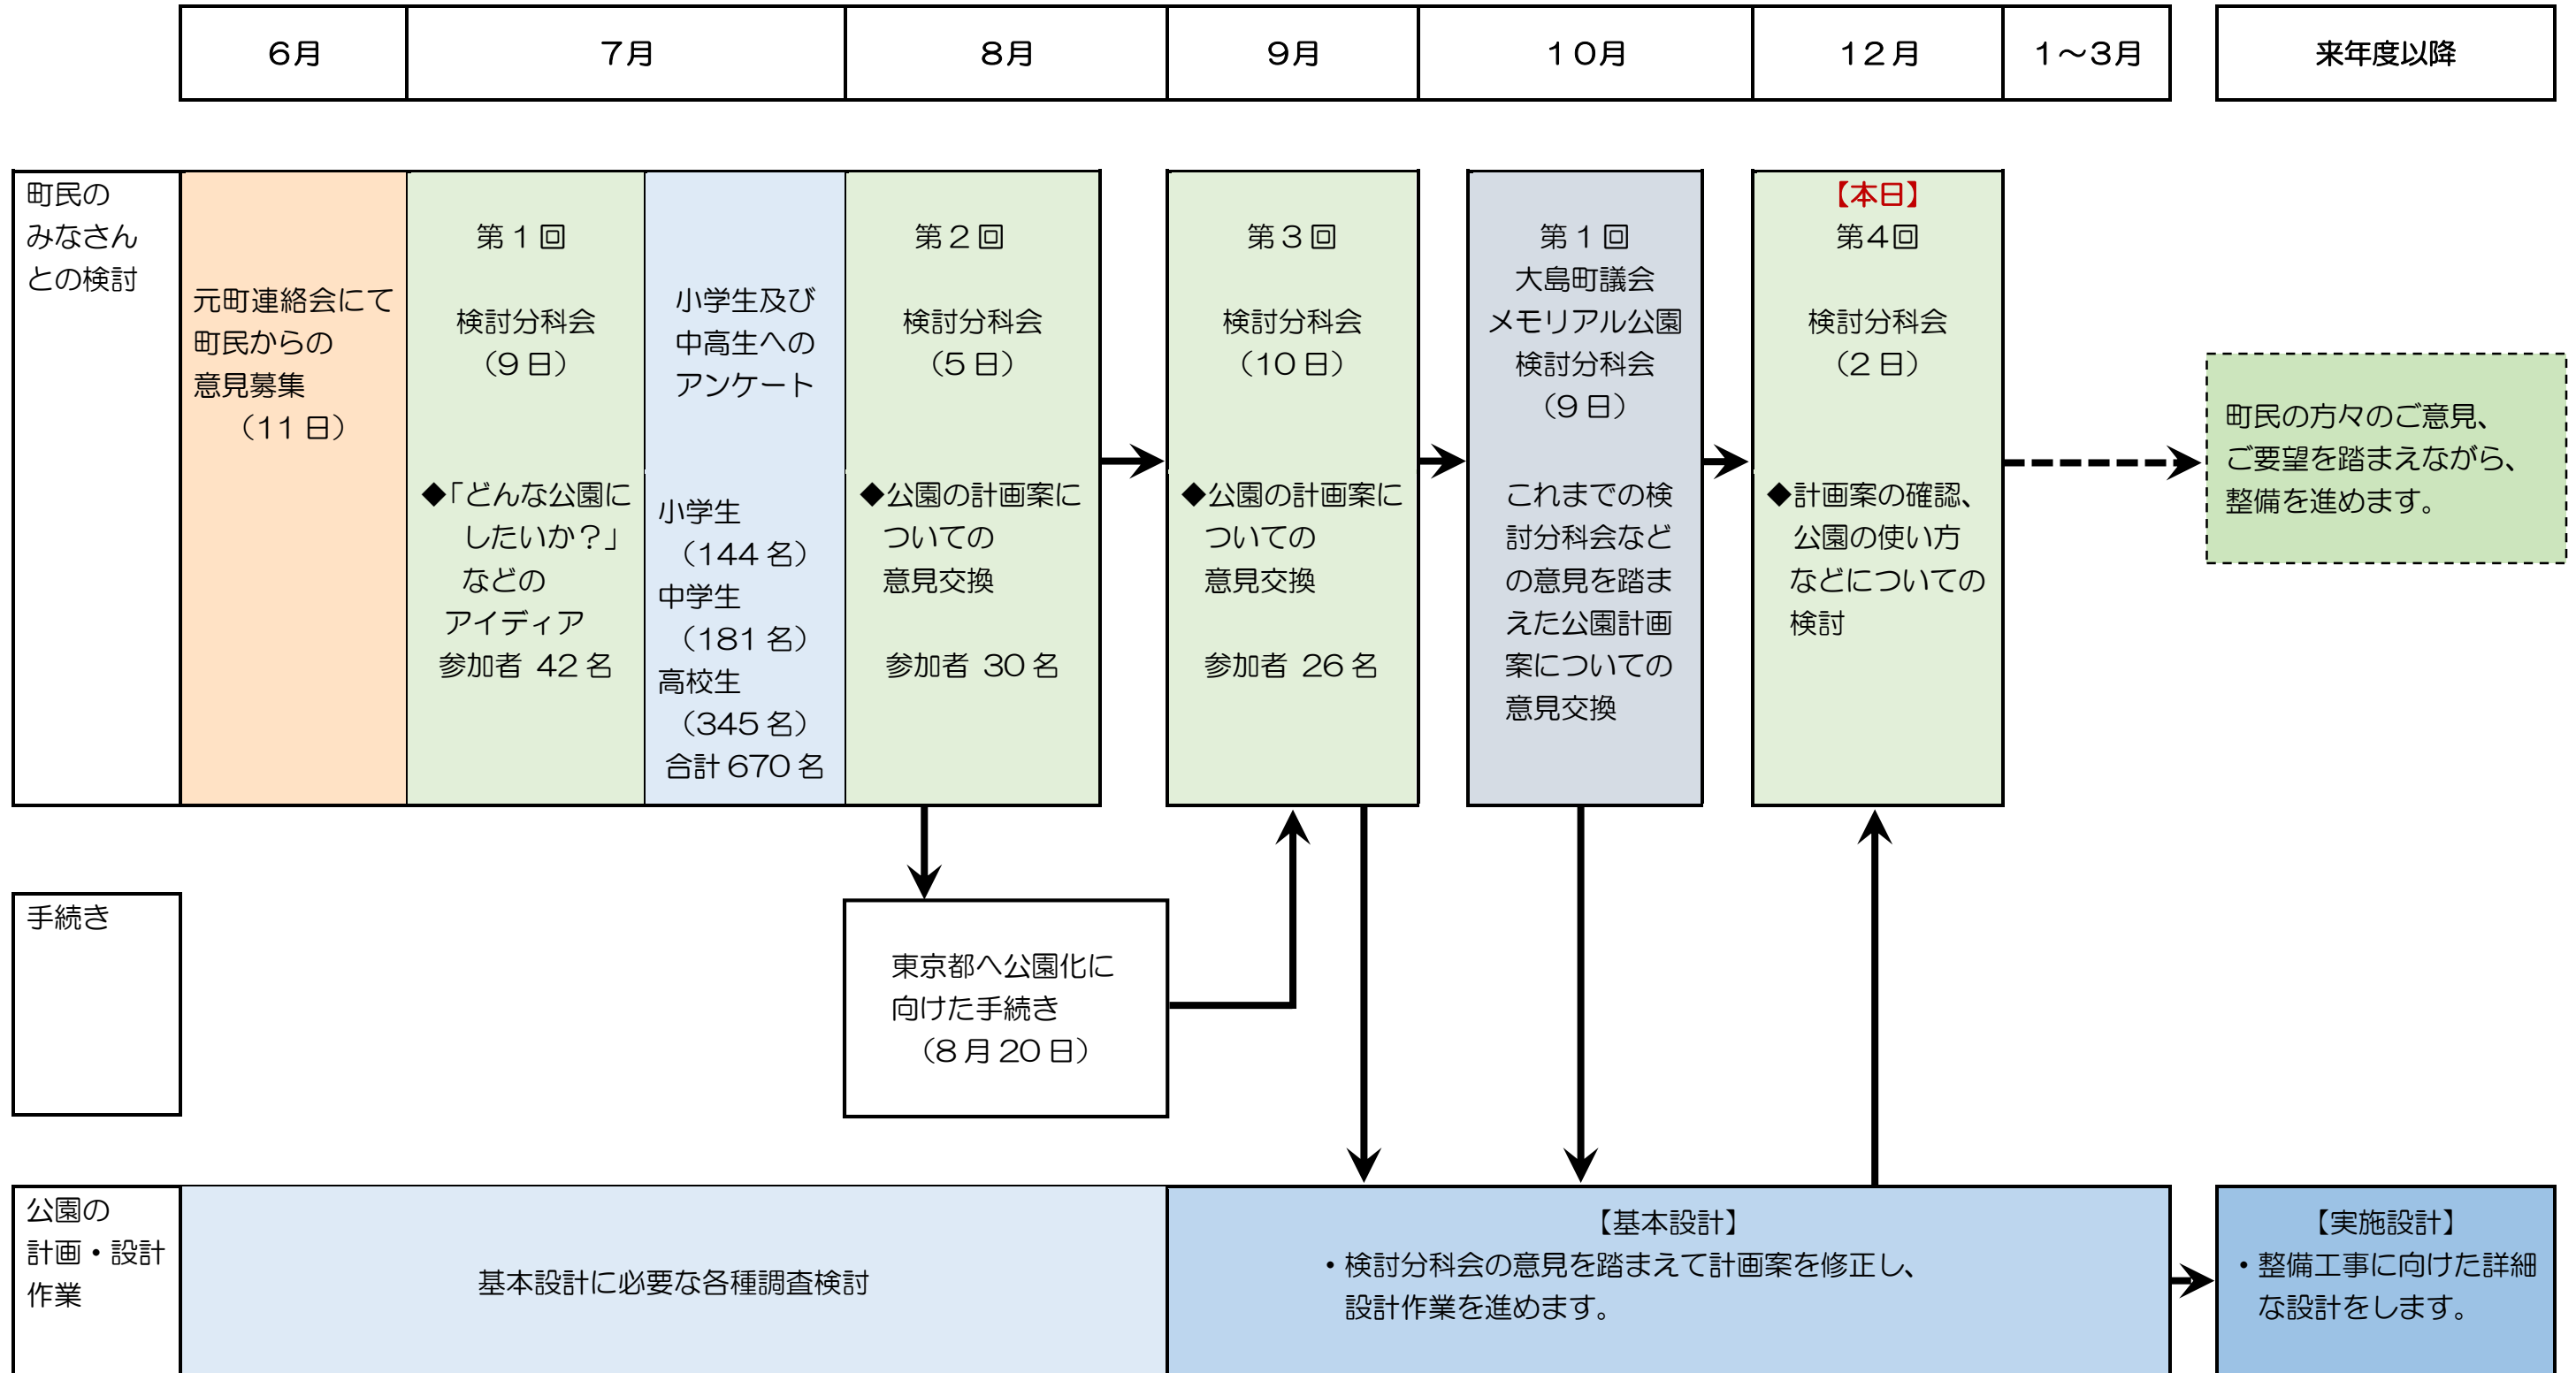 6月
7月
8月
9月
10月
12月
1～3月
来年度以降
町民の
みなさん
との検討
元町連絡会にて
町民からの
意見募集
（11日）
第1回
検討分科会
（9日）
◆「どんな公園に
したいか？」
などの
アイディア
参加者 42名
小学生及び
中高生への
アンケート
小学生
（144名）
中学生
（181名）
高校生
（345名）
合計670名
第2回
検討分科会
（5日）
◆公園の計画案に
ついての
意見交換
参加者 30名
第3回
検討分科会
（10日）
◆公園の計画案に
ついての
意見交換
参加者 26名
第1回
大島町議会
メモリアル公園
検討分科会
（9日）
これまでの検
討分科会など
の意見を踏ま
えた公園計画
案についての
意見交換
【本日】
第4回
検討分科会
（2日）
◆計画案の確認、
公園の使い方
などについての
検討
町民の方々のご意見、
ご要望を踏まえながら、
整備を進めます。
手続き
東京都へ公園化に
向けた手続き
（8月20日）
公園の
計画・設計
作業
基本設計に必要な各種調査検討
【基本設計】
・検討分科会の意見を踏まえて計画案を修正し、
設計作業を進めます。
【実施設計】
・整備工事に向けた詳細
な設計をします。